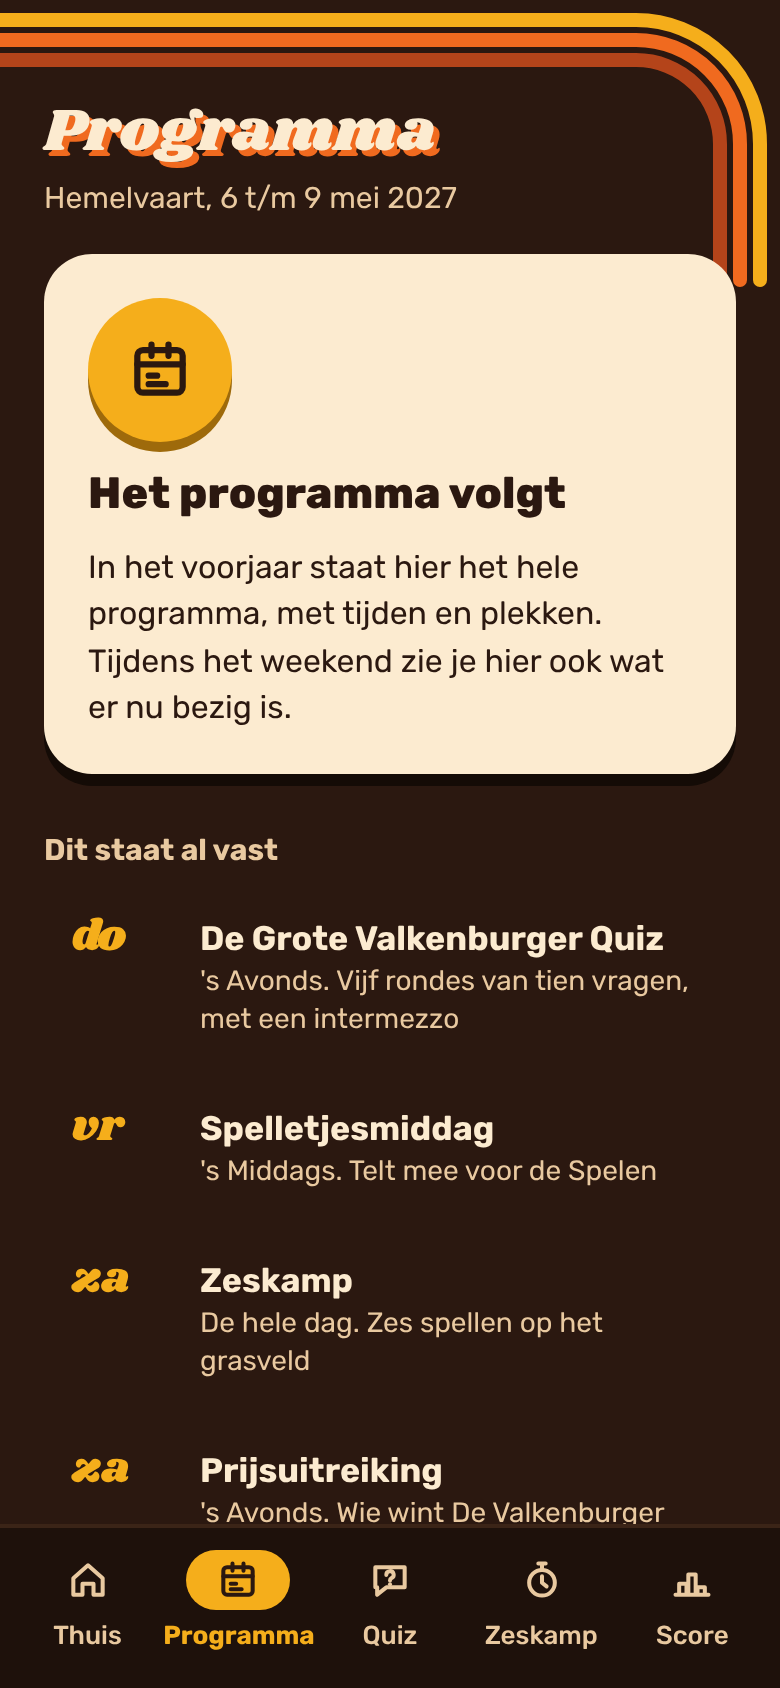 Programma
Hemelvaart, 6 t/m 9 mei 2027
Het programma volgt
In het voorjaar staat hier het hele
programma, met tijden en plekken.
Tijdens het weekend zie je hier ook wat
er nu bezig is.
Dit staat al vast
do
De Grote Valkenburger Quiz
's Avonds. Vijf rondes van tien vragen,
met een intermezzo
vr
Spelletjesmiddag
's Middags. Telt mee voor de Spelen
za
Zeskamp
De hele dag. Zes spellen op het
grasveld
za
Prijsuitreiking
's Avonds. Wie wint De Valkenburger
Thuis
Programma
Quiz
Zeskamp
Score